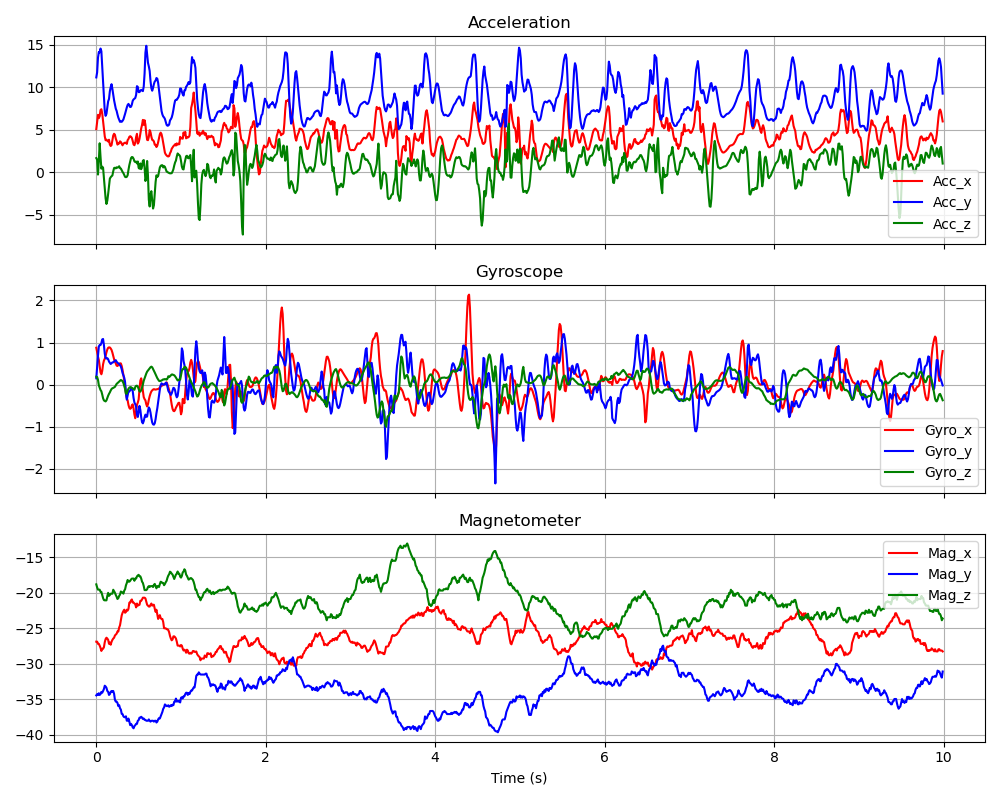 Acceleration
15
10
5
0
−5
Acc_x
Acc_y
Acc_z
Gyroscope
2
1
0
−1
−2
Gyro_x
Gyro_y
Gyro_z
Magnetometer
−15
−20
−25
−30
−35
−40
Mag_x
Mag_y
Mag_z
0 2 4 6 8 10
Time (s)